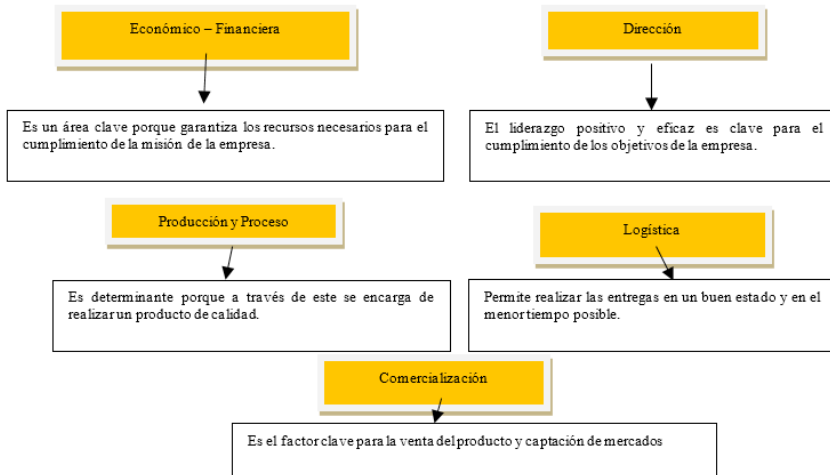 Económico – Financiera
Es un área clave porque garantiza los recursos necesarios para el
cumplimiento de la misión de la empresa.
Dirección
El liderazgo positivo y eficaz es clave para el
cumplimiento de los objetivos de la empresa.
Producción y Proceso
Es determinante porque a través de este se encarga de
realizar un producto de calidad.
Logística
Permite realizar las entregas en un buen estado y en el
menor tiempo posible.
Comercialización
Es el factor clave para la venta del producto y captación de mercados